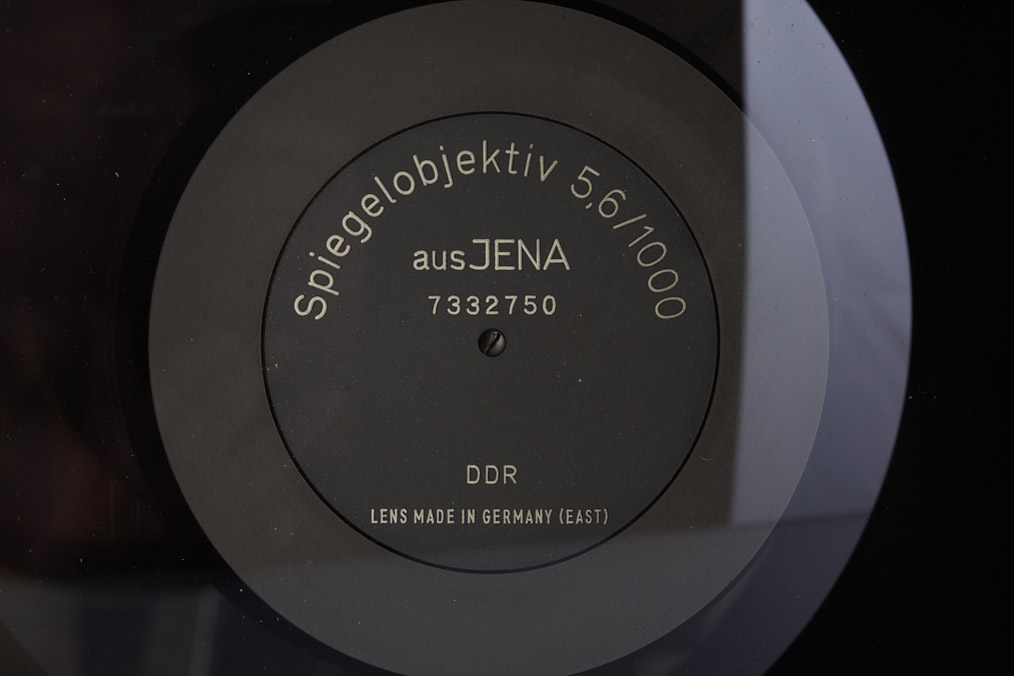 Spiegelobjektiv 5,6/1000
ausJENA
7332750
DDR
LENS MADE IN GERMANY (EAST)